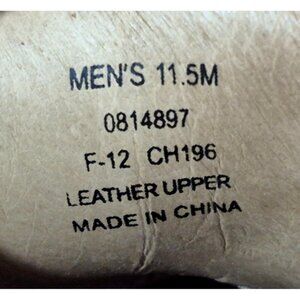 MEN'S 11.5M
0814897
F-12 CH196
LEATHER UPPER
MADE IN CHINA